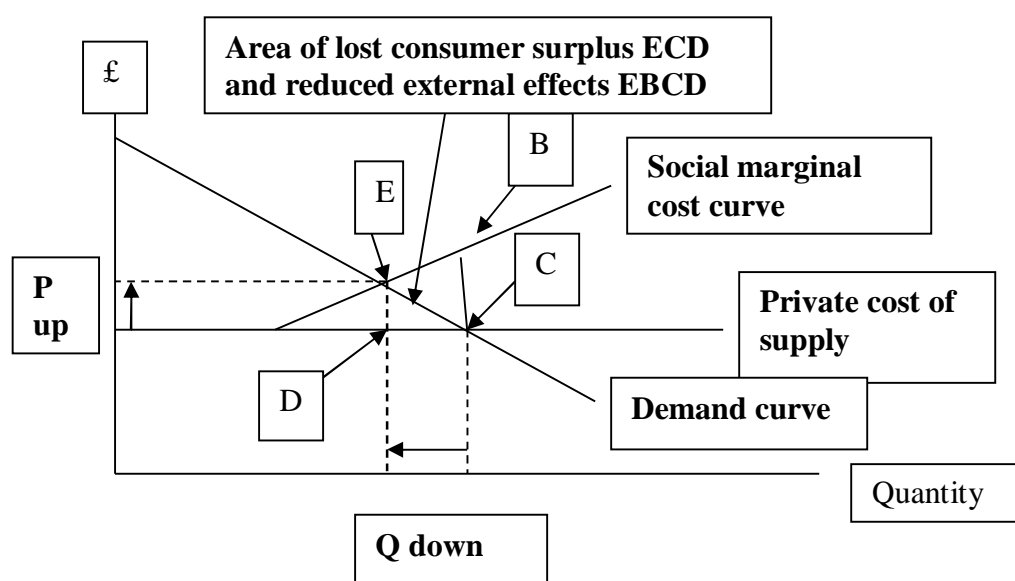 Area of lost consumer surplus ECD
and reduced external effects EBCD
£
B
E
Social marginal
cost curve
C
P
up
Private cost of
supply
D
Demand curve
Quantity
Q down